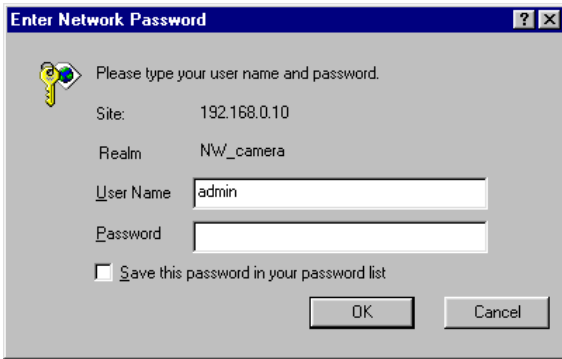 Enter Network Password
Please type your user name and password.
Site: 192.168.0.10
Realm NW_camera
User Name admin
Password
Save this password in your password list
OK Cancel